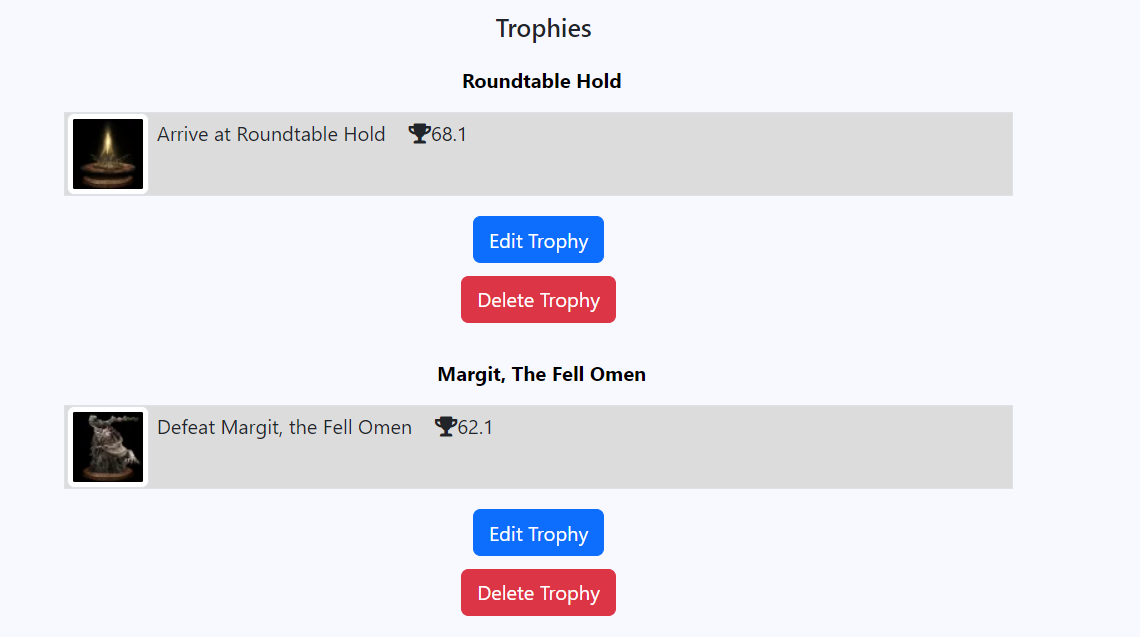 Trophies
Roundtable Hold
Arrive at Roundtable Hold 68.1
Edit Trophy
Delete Trophy
Margit, The Fell Omen
Defeat Margit, the Fell Omen 62.1
Edit Trophy
Delete Trophy